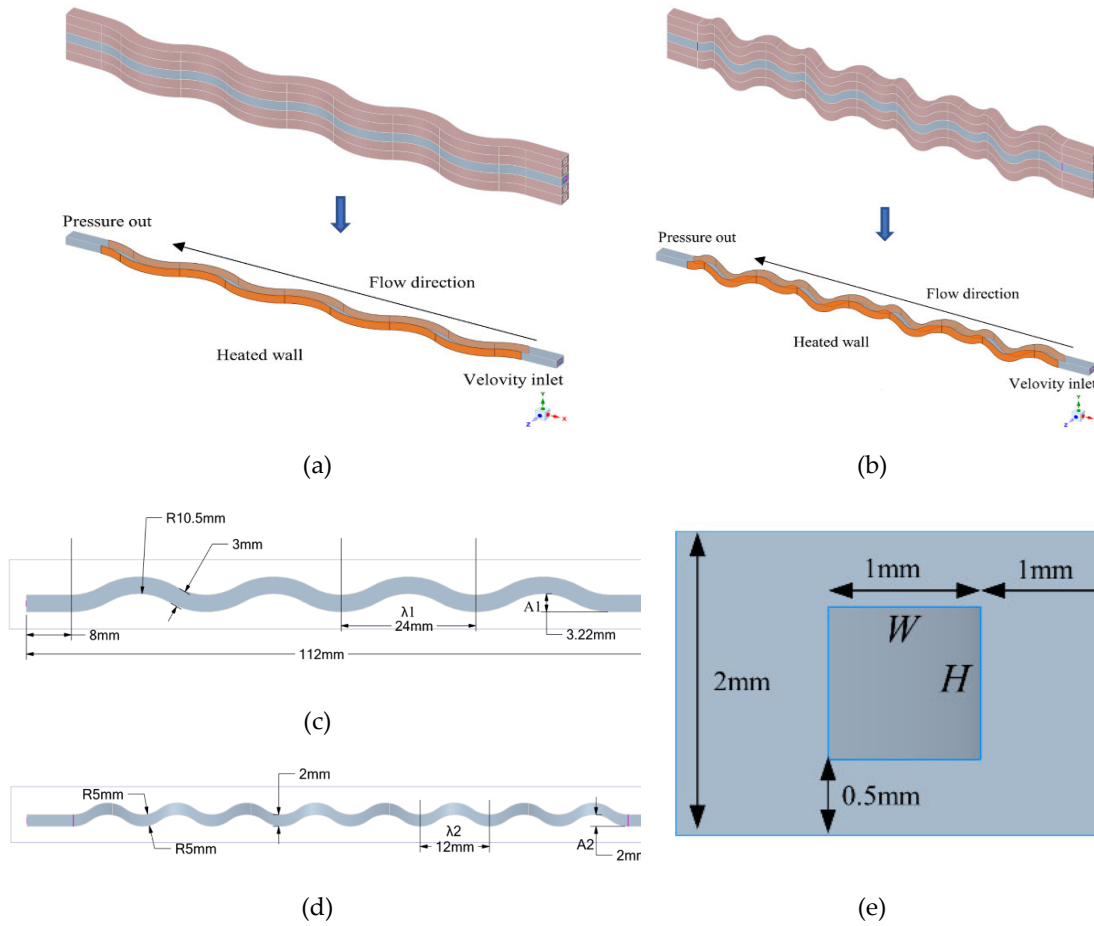 Pressure out
Flow direction
Heated wall
Velovity inlet
Y
Z
X
(a)
Pressure out
Flow direction
Heated wall
Velovity inlet
Y
Z
X
(b)
R10.5mm
3mm
λ1
24mm
A1
3.22mm
8mm
112mm
(c)
2mm
R5mm
R5mm
λ2
12mm
A2
2mm
(d)
1mm
1mm
W
H
2mm
0.5mm
(e)